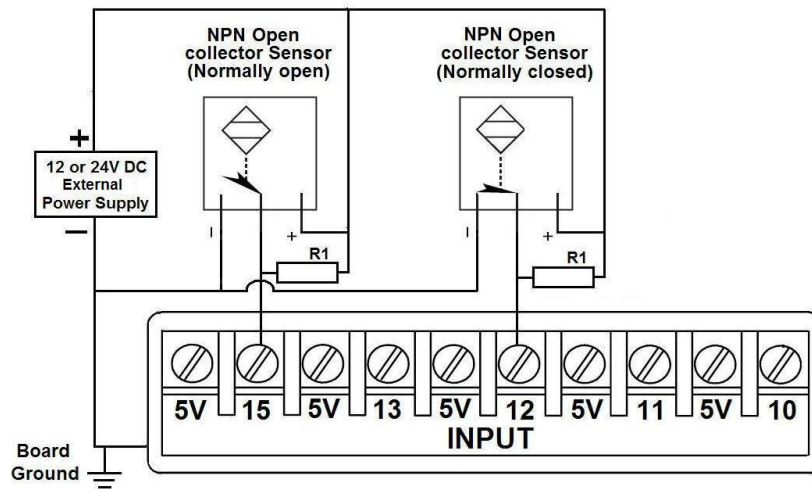 NPN Open
collector Sensor
(Normally open)
NPN Open
collector Sensor
(Normally closed)
+
12 or 24V DC
External
Power Supply
−
− +
R1
− +
R1
5V 15 5V 13 5V 12 5V 11 5V 10
INPUT
Board
Ground